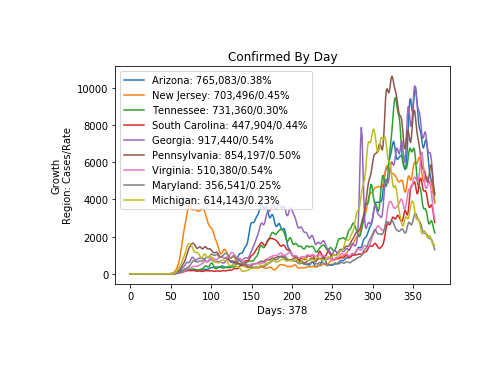 Confirmed By Day
Growth
Region: Cases/Rate
10000
8000
6000
4000
2000
0
Arizona: 765,083/0.38%
New Jersey: 703,496/0.45%
Tennessee: 731,360/0.30%
South Carolina: 447,904/0.44%
Georgia: 917,440/0.54%
Pennsylvania: 854,197/0.50%
Virginia: 510,380/0.54%
Maryland: 356,541/0.25%
Michigan: 614,143/0.23%
0 50 100 150 200 250 300 350 400
Days: 378